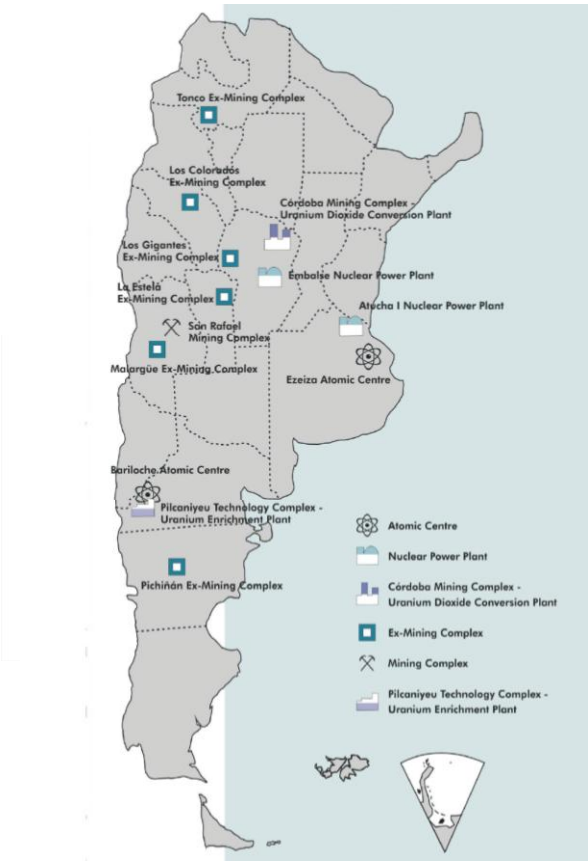 Tonco Ex-Mining Complex
Los Colorados
Ex-Mining Complex
Córdoba Mining Complex -
Uranium Dioxide Conversion Plant
Los Gigantes
Ex-Mining Complex
Embalse Nuclear Power Plant
La Estela
Ex-Mining Complex
Atucha I Nuclear Power Plant
San Rafael
Mining Complex
Malargüe Ex-Mining Complex
Ezeiza Atomic Centre
Bariloche Atomic Centre
Pilcaniyeu Technology Complex -
Uranium Enrichment Plant
Pichiñán Ex-Mining Complex
Atomic Centre
Nuclear Power Plant
Córdoba Mining Complex -
Uranium Dioxide Conversion Plant
Ex-Mining Complex
Mining Complex
Pilcaniyeu Technology Complex -
Uranium Enrichment Plant